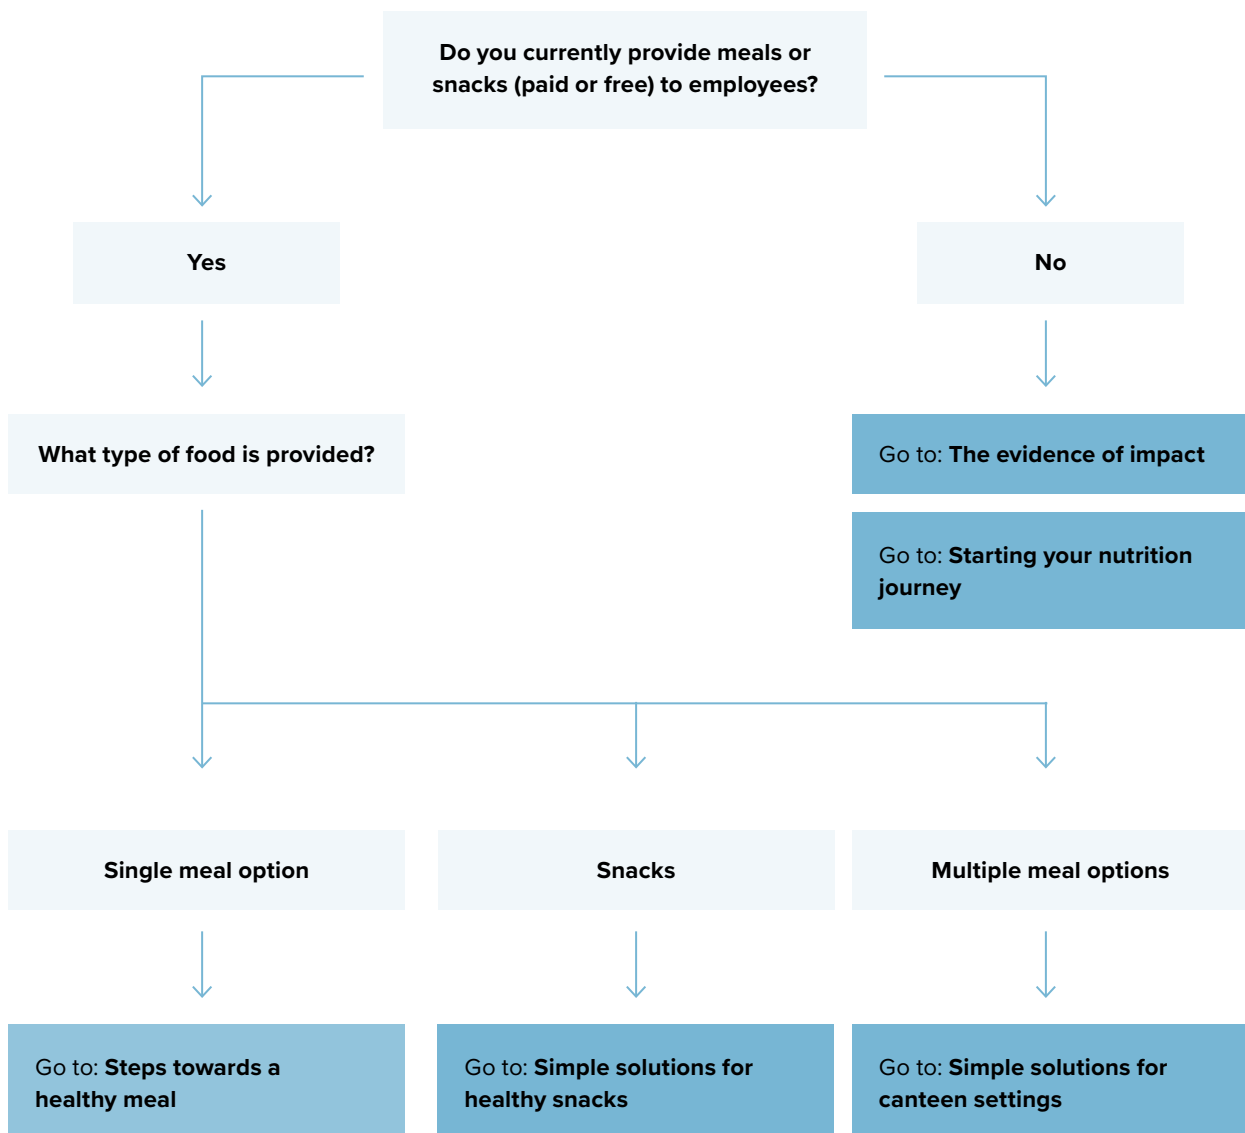 Do you currently provide meals or
snacks (paid or free) to employees?
Yes
No
What type of food is provided?
Go to: The evidence of impact
Go to: Starting your nutrition
journey
Single meal option
Snacks
Multiple meal options
Go to: Steps towards a
healthy meal
Go to: Simple solutions for
healthy snacks
Go to: Simple solutions for
canteen settings